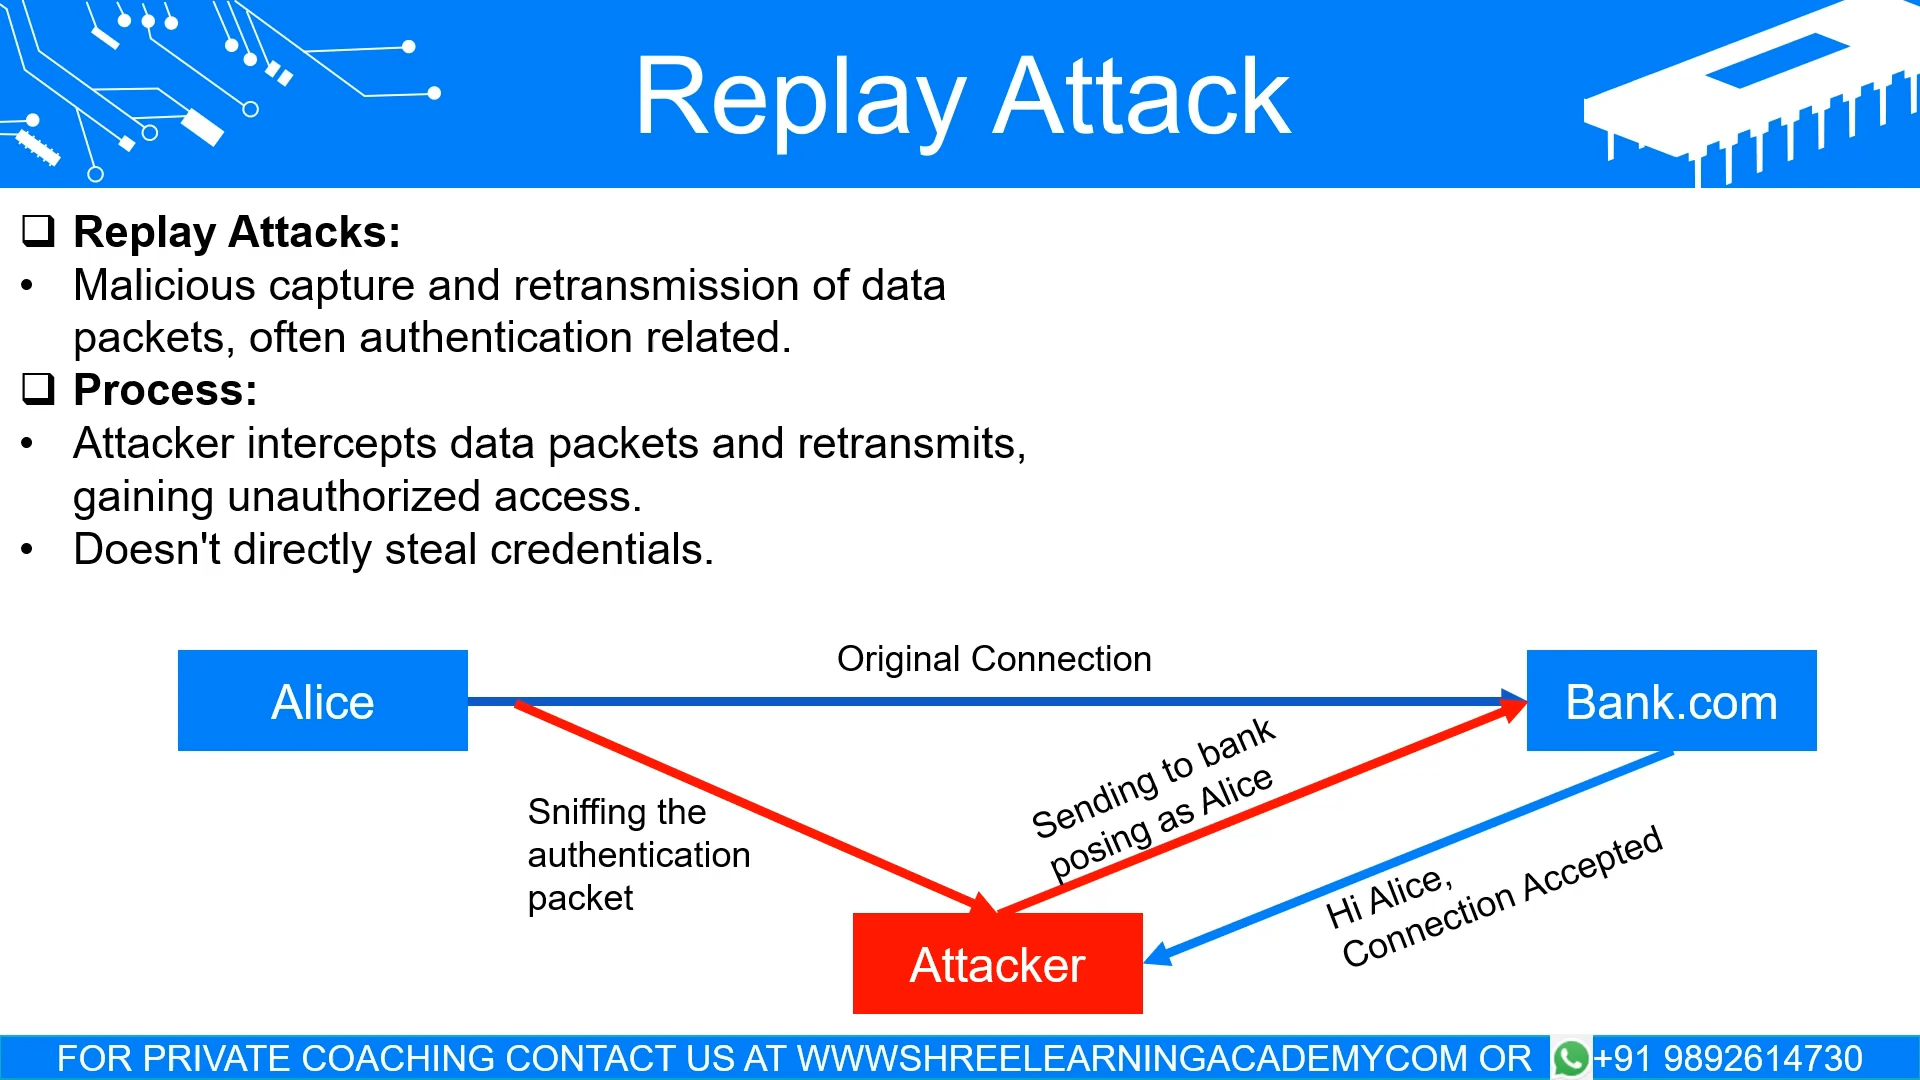 Replay Attack
Replay Attacks:
Malicious capture and retransmission of data
packets, often authentication related.
Process:
Attacker intercepts data packets and retransmits,
gaining unauthorized access.
Doesn't directly steal credentials.
Original Connection
Alice
Bank.com
Sending to bank
posing as Alice
Sniffing the
authentication
packet
Hi Alice,
Connection Accepted
Attacker
FOR PRIVATE COACHING CONTACT US AT WWWSHREELEARNINGACADEMYCOM OR +91 9892614730